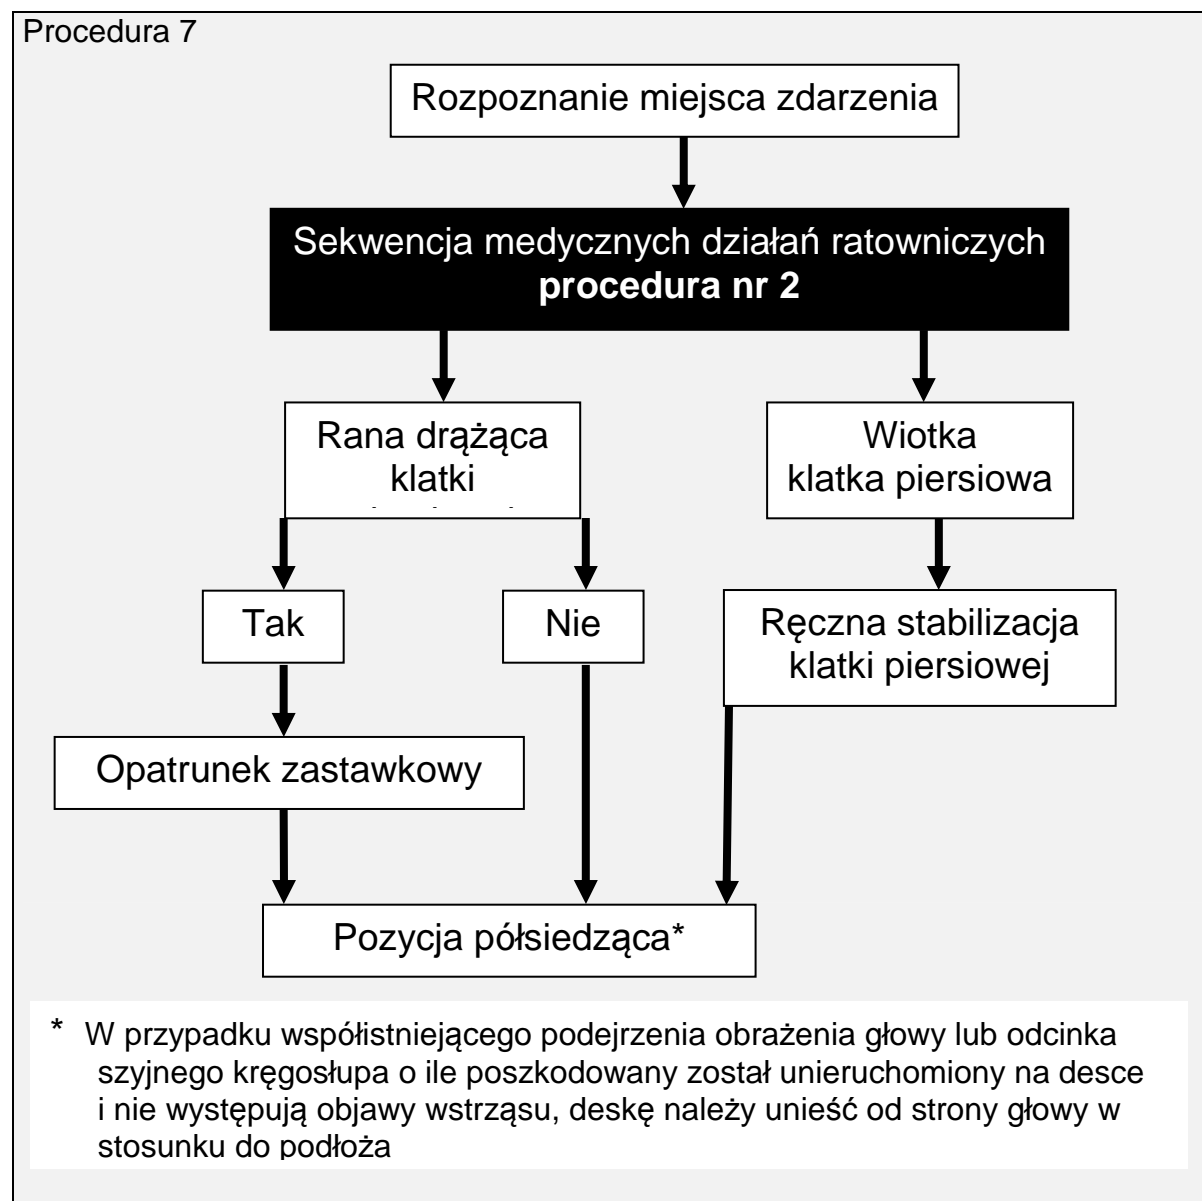 Procedura 7
Rozpoznanie miejsca zdarzenia
Sekwencja medycznych działań ratowniczych
procedura nr 2
Rana drążąca
klatki
Wiotka
klatka piersiowa
Tak
Nie
Ręczna stabilizacja
klatki piersiowej
Opatrunek zastawkowy
Pozycja półsiedząca*
* W przypadku współistniejącego podejrzenia obrażenia głowy lub odcinka
szyjnego kręgosłupa o ile poszkodowany został unieruchomiony na desce
i nie występują objawy wstrząsu, deskę należy unieść od strony głowy w
stosunku do podłoża